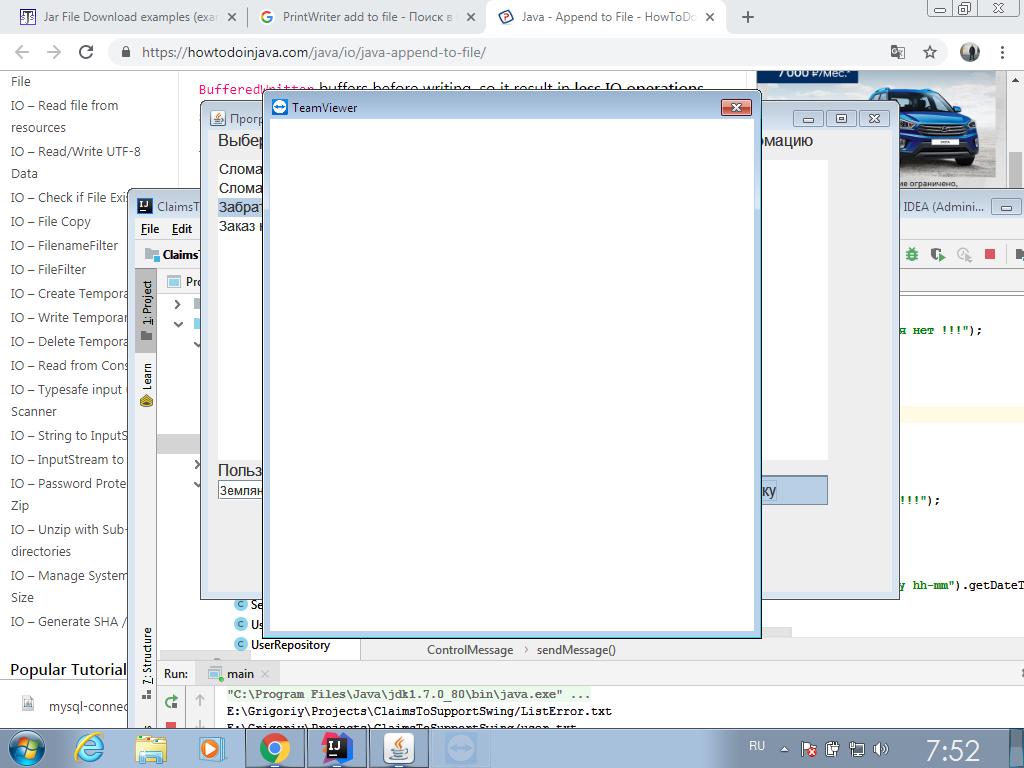 Jar File Download examples (exa
PrintWriter add to file - Поиск в
Java - Append to File - HowToDo
https://howtodoinjava.com/java/io/java-append-to-file/
File
IO – Read file from
resources
IO – Read/Write UTF-8
Data
IO – Check if File Exi
IO – File Copy
IO – FilenameFilter
IO – FileFilter
IO – Create Tempora
IO – Write Temporar
IO – Delete Tempora
IO – Read from Cons
IO – Typesafe input
Scanner
IO – String to InputS
IO – InputStream to
IO – Password Prote
Zip
IO – Unzip with Sub-
directories
IO – Manage System
Size
IO – Generate SHA /
Popular Tutorial
mysql-connec
buffers before writing, so it result in less IO operations
7 000 ₽/мес.*
ие ограничено,
Прогр
Выбер
рмацию
Слома
Слома
Забрат
Заказ
Польз
Землян
ку
TeamViewer
ClaimsT
IDEA (Admini...
File Edit
ClaimsT
Pro
1: Project
Learn
7: Structure
я нет !!!");
!!!");
y hh-mm").getDateT
Se
Us
UserRepository
ControlMessage
sendMessage()
Run:
main
"C:\Program Files\Java\jdk1.7.0_80\bin\java.exe" ...
E:\Grigoriy\Projects\ClaimsToSupportSwing/ListError.txt
E:\Grigoriy\Projects\ClaimsToSupportSwing/user.txt
RU
7:52